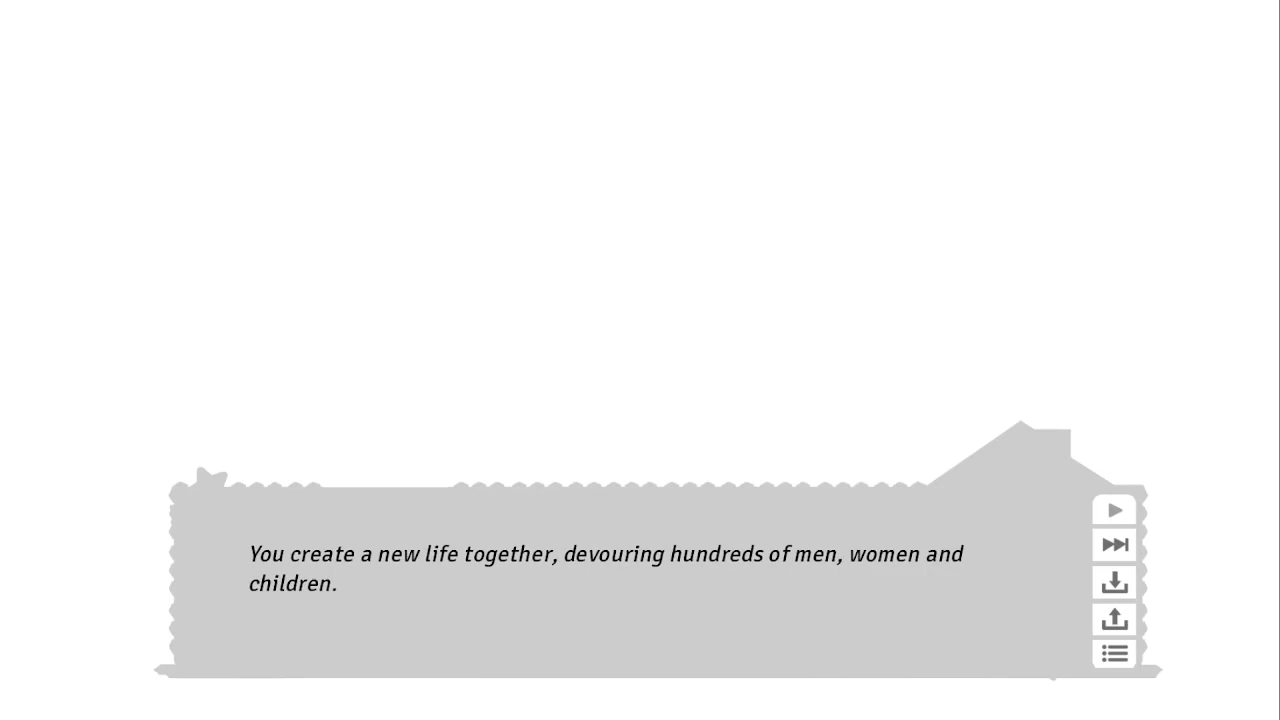 You create a new life together, devouring hundreds of men, women and
children.